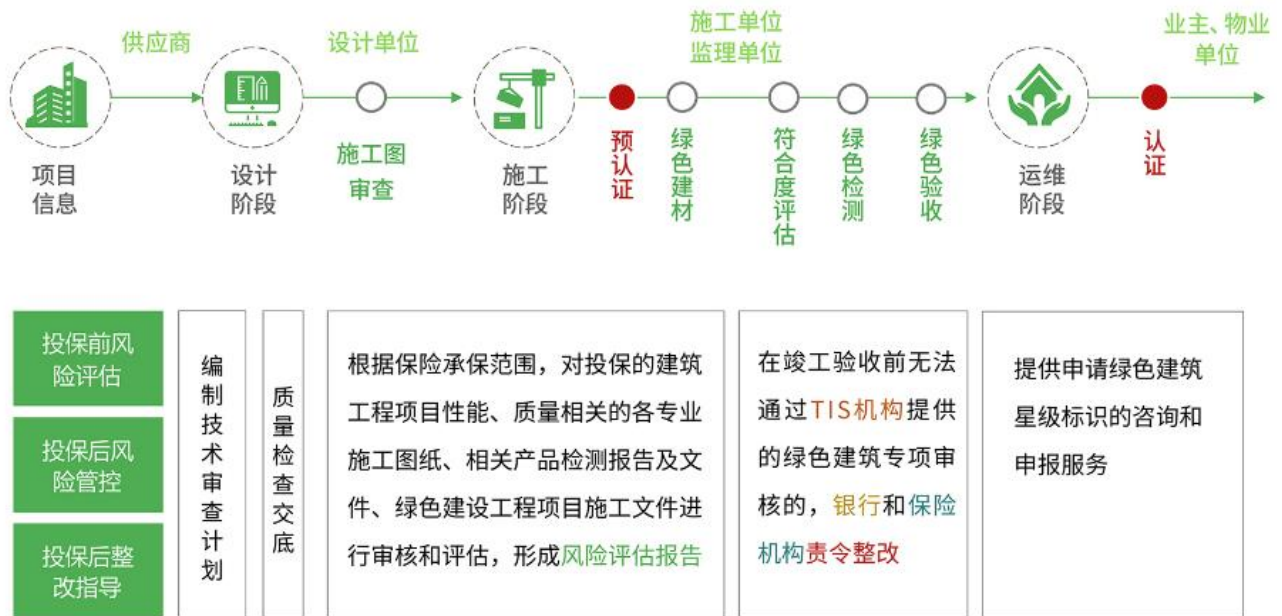 供应商
设计单位
施工单位
监理单位
业主、物业
单位
项目
信息
设计
阶段
施工图
审查
施工
阶段
预认证
绿色建材
符合度评估
绿色检测
绿色验收
运维
阶段
认证
投保前风
险评估
投保后风
险管控
投保后整
改指导
编制技术审查计划
质量检查交底
根据保险承保范围，对投保的建筑
工程项目性能、质量相关的各专业
施工图纸、相关产品检测报告及文
件、绿色建设工程项目施工文件进
行审核和评估，形成风险评估报告
在竣工验收前无法
通过TIS机构提供
的绿色建筑专项审
核的，银行和保险
机构责令整改
提供申请绿色建筑
星级标识的咨询和
申报服务